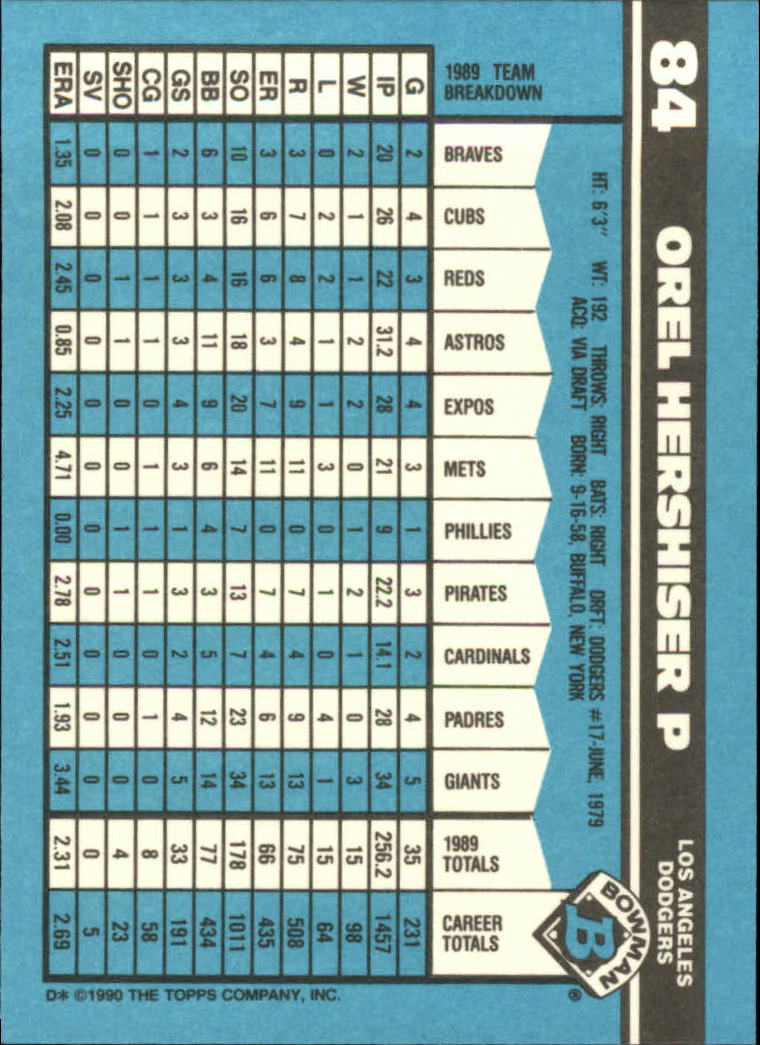 84 OREL HERSHISER P LOS ANGELES DODGERS
HT: 6'3" WT: 192 THROWS: RIGHT BATS: RIGHT DRFT: DODGERS #17-JUNE, 1979
ACQ: VIA DRAFT BORN: 9-16-58, BUFFALO, NEW YORK
BOWMAN
B
1989 TEAM BREAKDOWN G IP W L R ER SO BB GS CG SHO SV ERA
BRAVES 2 20 2 0 3 3 10 6 2 1 0 0 1.35
CUBS 4 26 1 2 7 6 16 3 3 1 0 0 2.08
REDS 3 22 1 2 8 6 16 4 3 1 1 0 2.45
ASTROS 4 31.2 2 1 4 3 18 11 3 1 1 0 0.85
EXPOS 4 28 2 1 9 7 20 9 4 0 0 0 2.25
METS 3 21 0 3 11 11 14 6 3 1 0 0 4.71
PHILLIES 1 9 1 0 0 0 7 4 1 1 1 0 0.00
PIRATES 3 22.2 2 1 7 7 13 3 3 1 1 0 2.78
CARDINALS 2 14.1 1 0 4 4 7 5 2 0 0 0 2.51
PADRES 4 28 0 4 9 6 23 12 4 1 0 0 1.93
GIANTS 5 34 3 1 13 13 34 14 5 0 0 0 3.44
1989 TOTALS 35 256.2 15 15 75 66 178 77 33 8 4 0 2.31
CAREER TOTALS 231 1457 98 64 508 435 1011 434 191 58 23 5 2.69
D* ©1990 THE TOPPS COMPANY, INC. ®